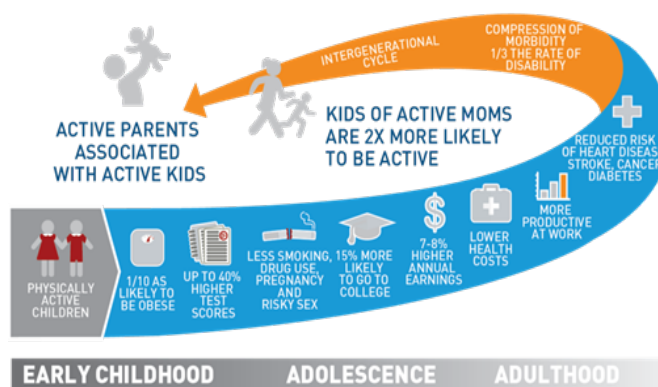 INTERGENERATIONAL
CYCLE
COMPRESSION OF
MORBIDITY
1/3 THE RATE OF
DISABILITY
ACTIVE PARENTS
ASSOCIATED
WITH ACTIVE KIDS
KIDS OF ACTIVE MOMS
ARE 2X MORE LIKELY
TO BE ACTIVE
REDUCED RISK
OF HEART DISEASE,
STROKE, CANCER,
DIABETES
PHYSICALLY
ACTIVE
CHILDREN
1/10 AS
LIKELY TO
BE OBESE
UP TO 40%
HIGHER
TEST
SCORES
LESS SMOKING,
DRUG USE,
PREGNANCY
AND
RISKY SEX
15% MORE
LIKELY
TO GO TO
COLLEGE
$
7-8%
HIGHER
ANNUAL
EARNINGS
LOWER
HEALTH
COSTS
MORE
PRODUCTIVE
AT WORK
EARLY CHILDHOOD
ADOLESCENCE
ADULTHOOD